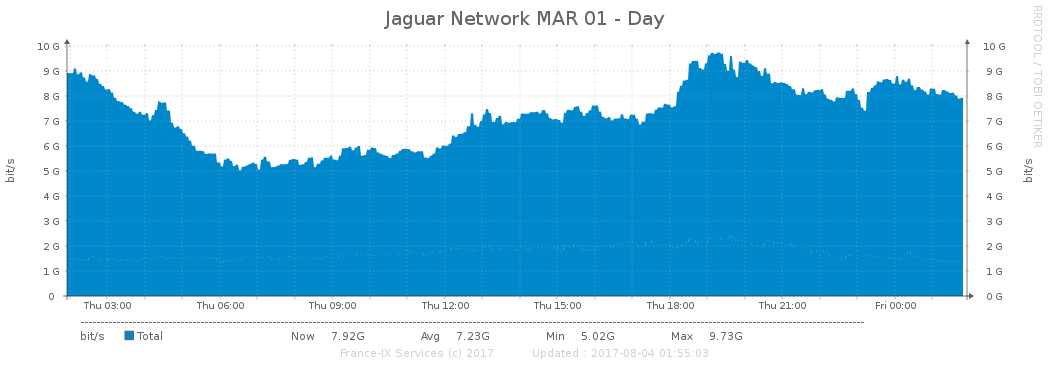 Jaguar Network MAR 01 - Day
RRDTOOL / TOBI OETIKER
bit/s
bit/s
10 G 10 G
9 G 9 G
8 G 8 G
7 G 7 G
6 G 6 G
5 G 5 G
4 G 4 G
3 G 3 G
2 G 2 G
1 G 1 G
0 0 G
Thu 03:00 Thu 06:00 Thu 09:00 Thu 12:00 Thu 15:00 Thu 18:00 Thu 21:00 Fri 00:00
bit/s Total Now 7.92G Avg 7.23G Min 5.02G Max 9.73G
France-IX Services (c) 2017 Updated : 2017-08-04 01:55:03